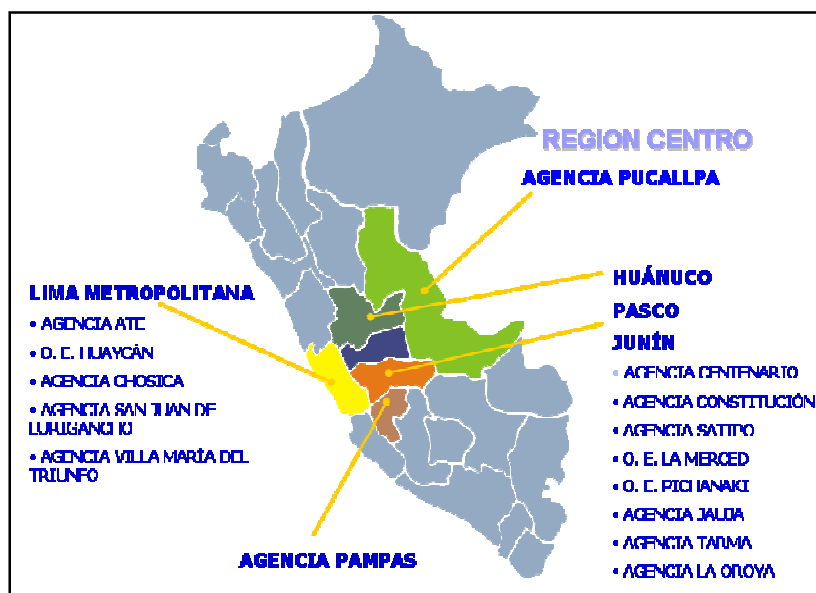 REGION CENTRO
AGENCIA PUCALLPA
LIMA METROPOLITANA
• AGENCIA ATE
• O. E. HUAYCÁN
• AGENCIA CHOSICA
• AGENCIA SAN JUAN DE
LURIGANCHO
• AGENCIA VILLA MARÍA DEL
TRIUNFO
HUÁNUCO
PASCO
JUNÍN
• AGENCIA CENTENARIO
• AGENCIA CONSTITUCIÓN
• AGENCIA SATIPO
• O. E. LA MERCED
• O. E. PICHANAKI
• AGENCIA JAUJA
• AGENCIA TARMA
• AGENCIA LA OROYA
AGENCIA PAMPAS